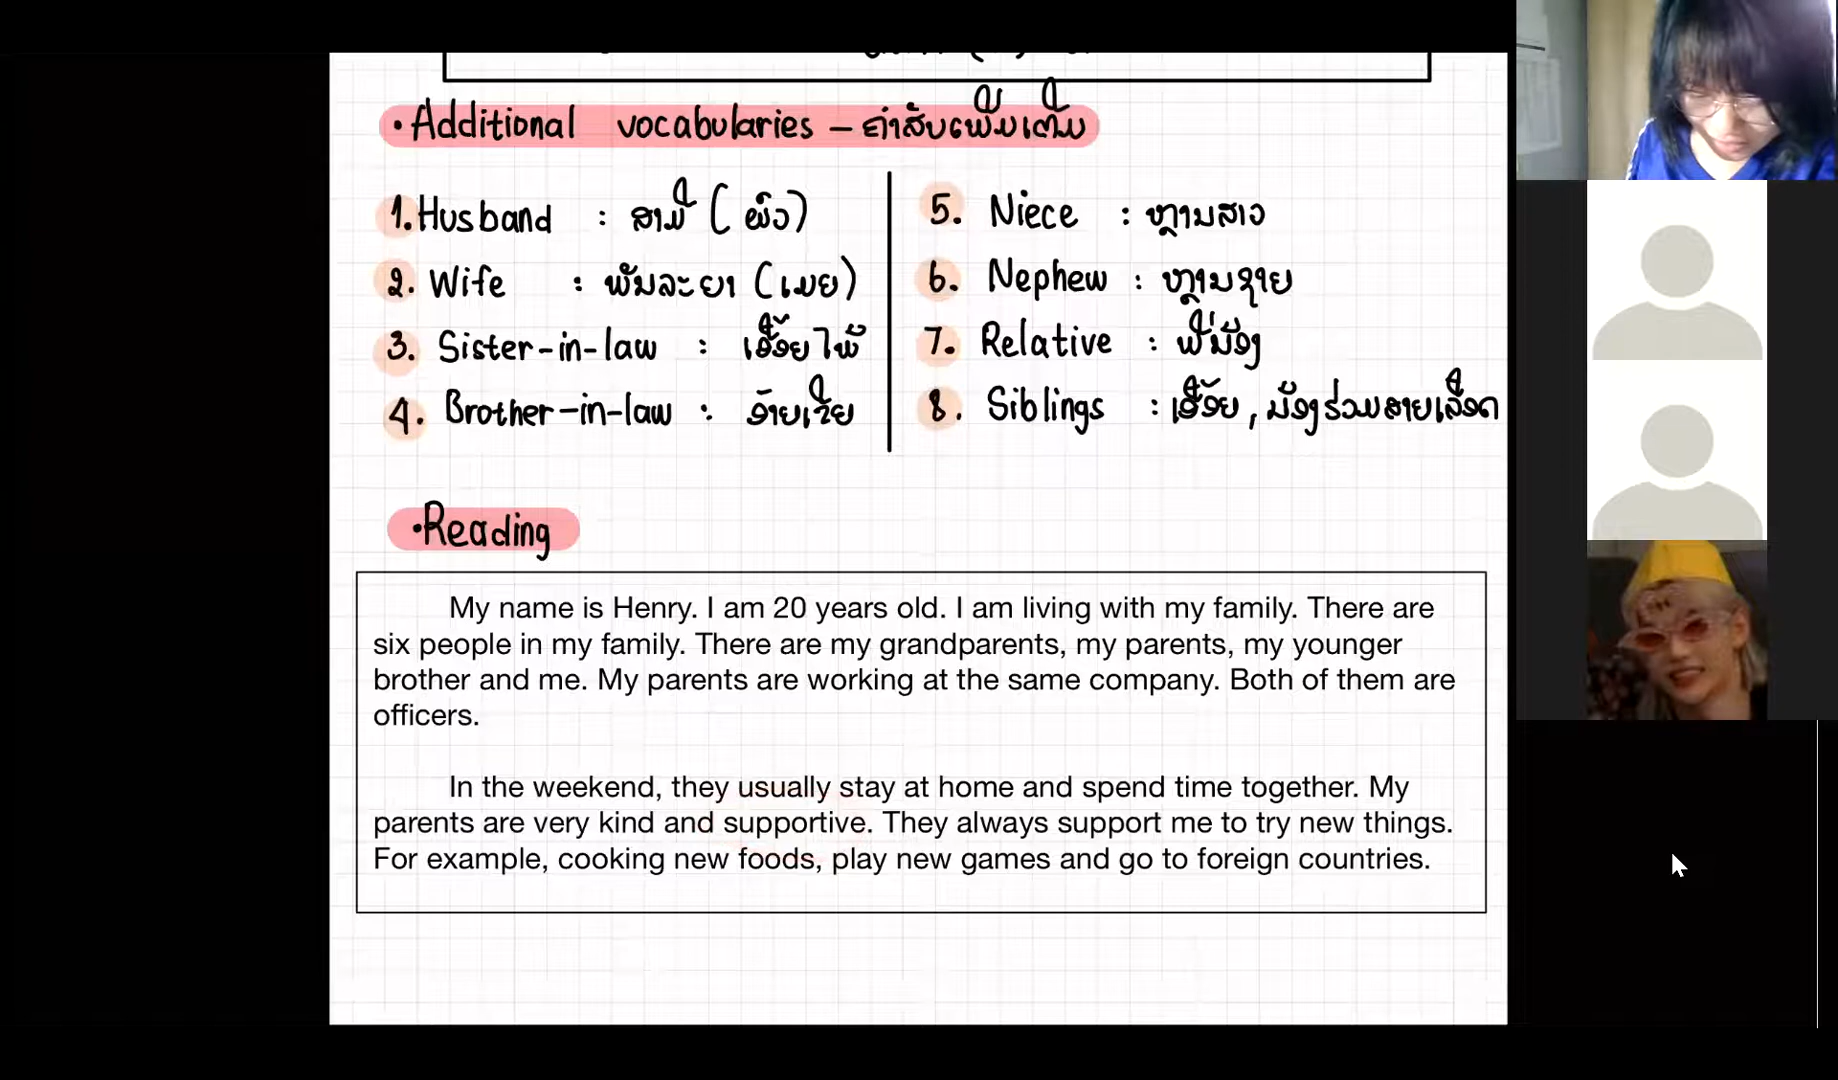 • Additional vocabularies – ຄຳສັບເພີ່ມເຕີມ
1. Husband : ສາມີ (ຜົວ)
2. Wife : ພັນລະຍາ (ເມຍ)
3. Sister-in-law : ເອື້ອຍໄພ້
4. Brother-in-law : ອ້າຍເຂີຍ
5. Niece : ຫຼານສາວ
6. Nephew : ຫຼານຊາຍ
7. Relative : ພີ່ນ້ອງ
8. Siblings : ເອື້ອຍ, ນ້ອງຮ່ວມສາຍເລືອດ
• Reading
My name is Henry. I am 20 years old. I am living with my family. There are
six people in my family. There are my grandparents, my parents, my younger
brother and me. My parents are working at the same company. Both of them are
officers.
In the weekend, they usually stay at home and spend time together. My
parents are very kind and supportive. They always support me to try new things.
For example, cooking new foods, play new games and go to foreign countries.